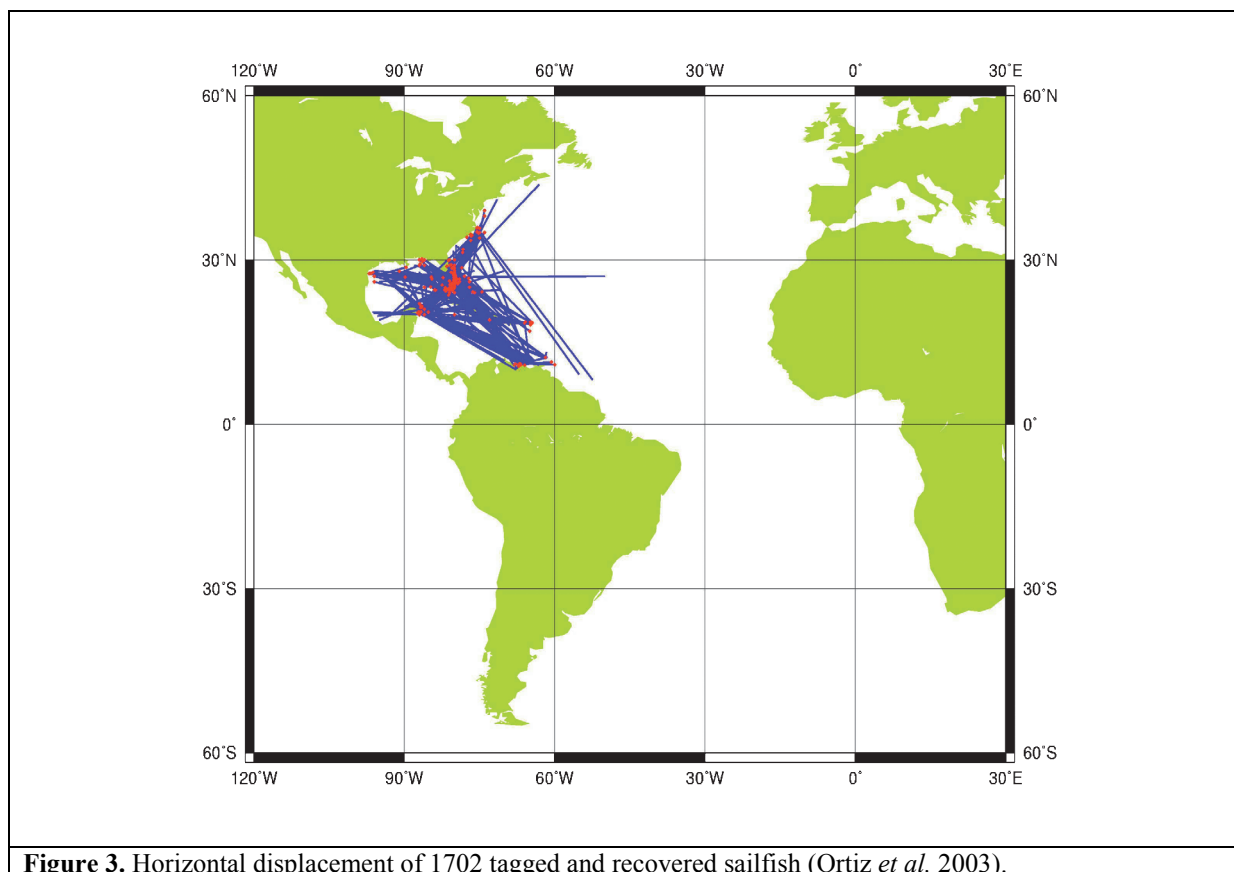 120°W 90°W 60°W 30°W 0° 30°E
60°N 60°N
30°N 30°N
0° 0°
30°S 30°S
60°S 60°S
120°W 90°W 60°W 30°W 0° 30°E
Figure 3. Horizontal displacement of 1702 tagged and recovered sailfish (Ortiz et al. 2003).